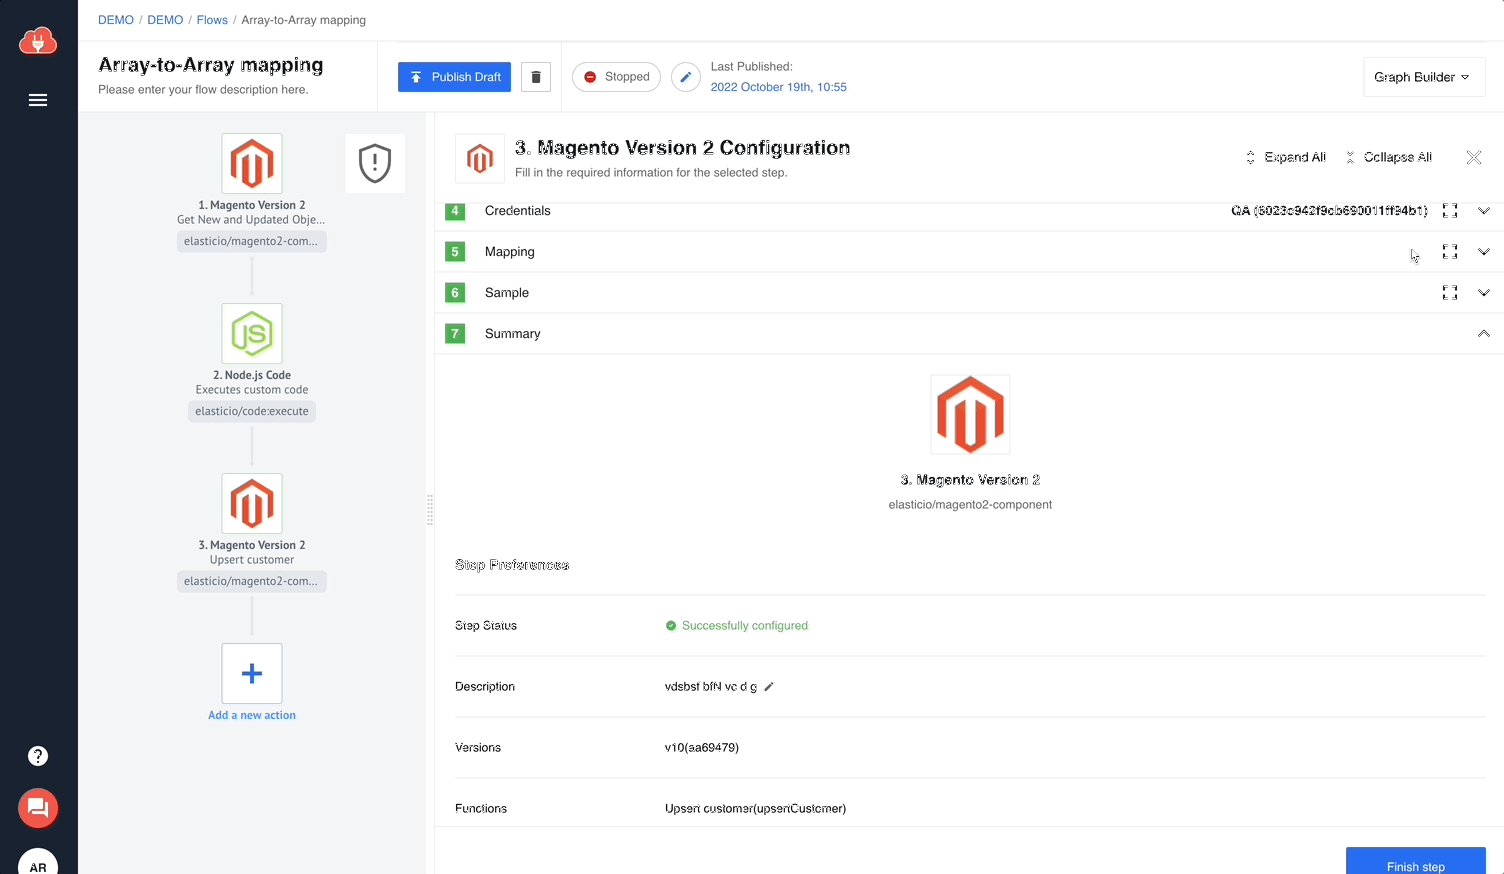 DEMO / DEMO / Flows / Array-to-Array mapping
Array-to-Array mapping
Please enter your flow description here.
Publish Draft
Stopped
Last Published:
2022 October 19th, 10:55
Graph Builder
1. Magento Version 2
Get New and Updated Obje...
elasticio/magento2-com...
2. Node.js Code
Executes custom code
elasticio/code:execute
3. Magento Version 2
Upsert customer
elasticio/magento2-com...
Add a new action
AR
3. Magento Version 2 Configuration
Fill in the required information for the selected step.
Expand All
Collapse All
4 Credentials
QA
5 Mapping
6 Sample
7 Summary
3. Magento Version 2
elasticio/magento2-component
Step Preferences
Step Status Successfully configured
Description
Versions v10(aa69479)
Functions Upsert customer(upsertCustomer)
Finish step